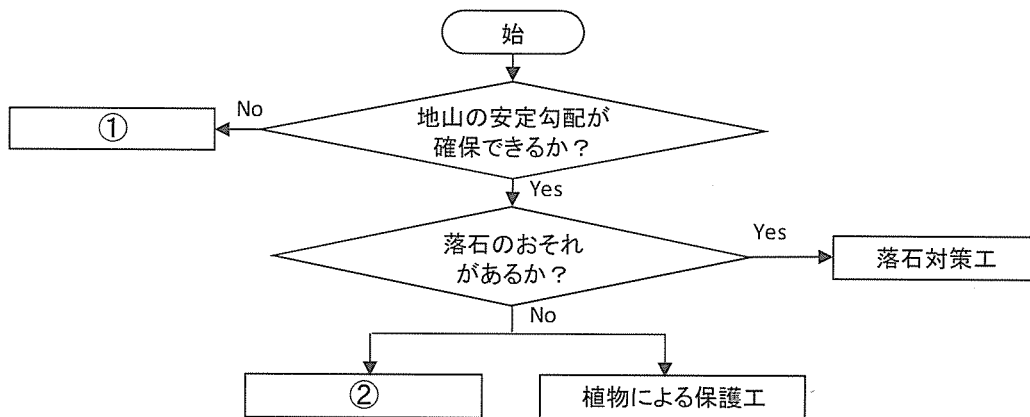 始
地山の安定勾配が
確保できるか？
No
①
Yes
落石のおそれ
があるか？
Yes
落石対策工
No
②
植物による保護工